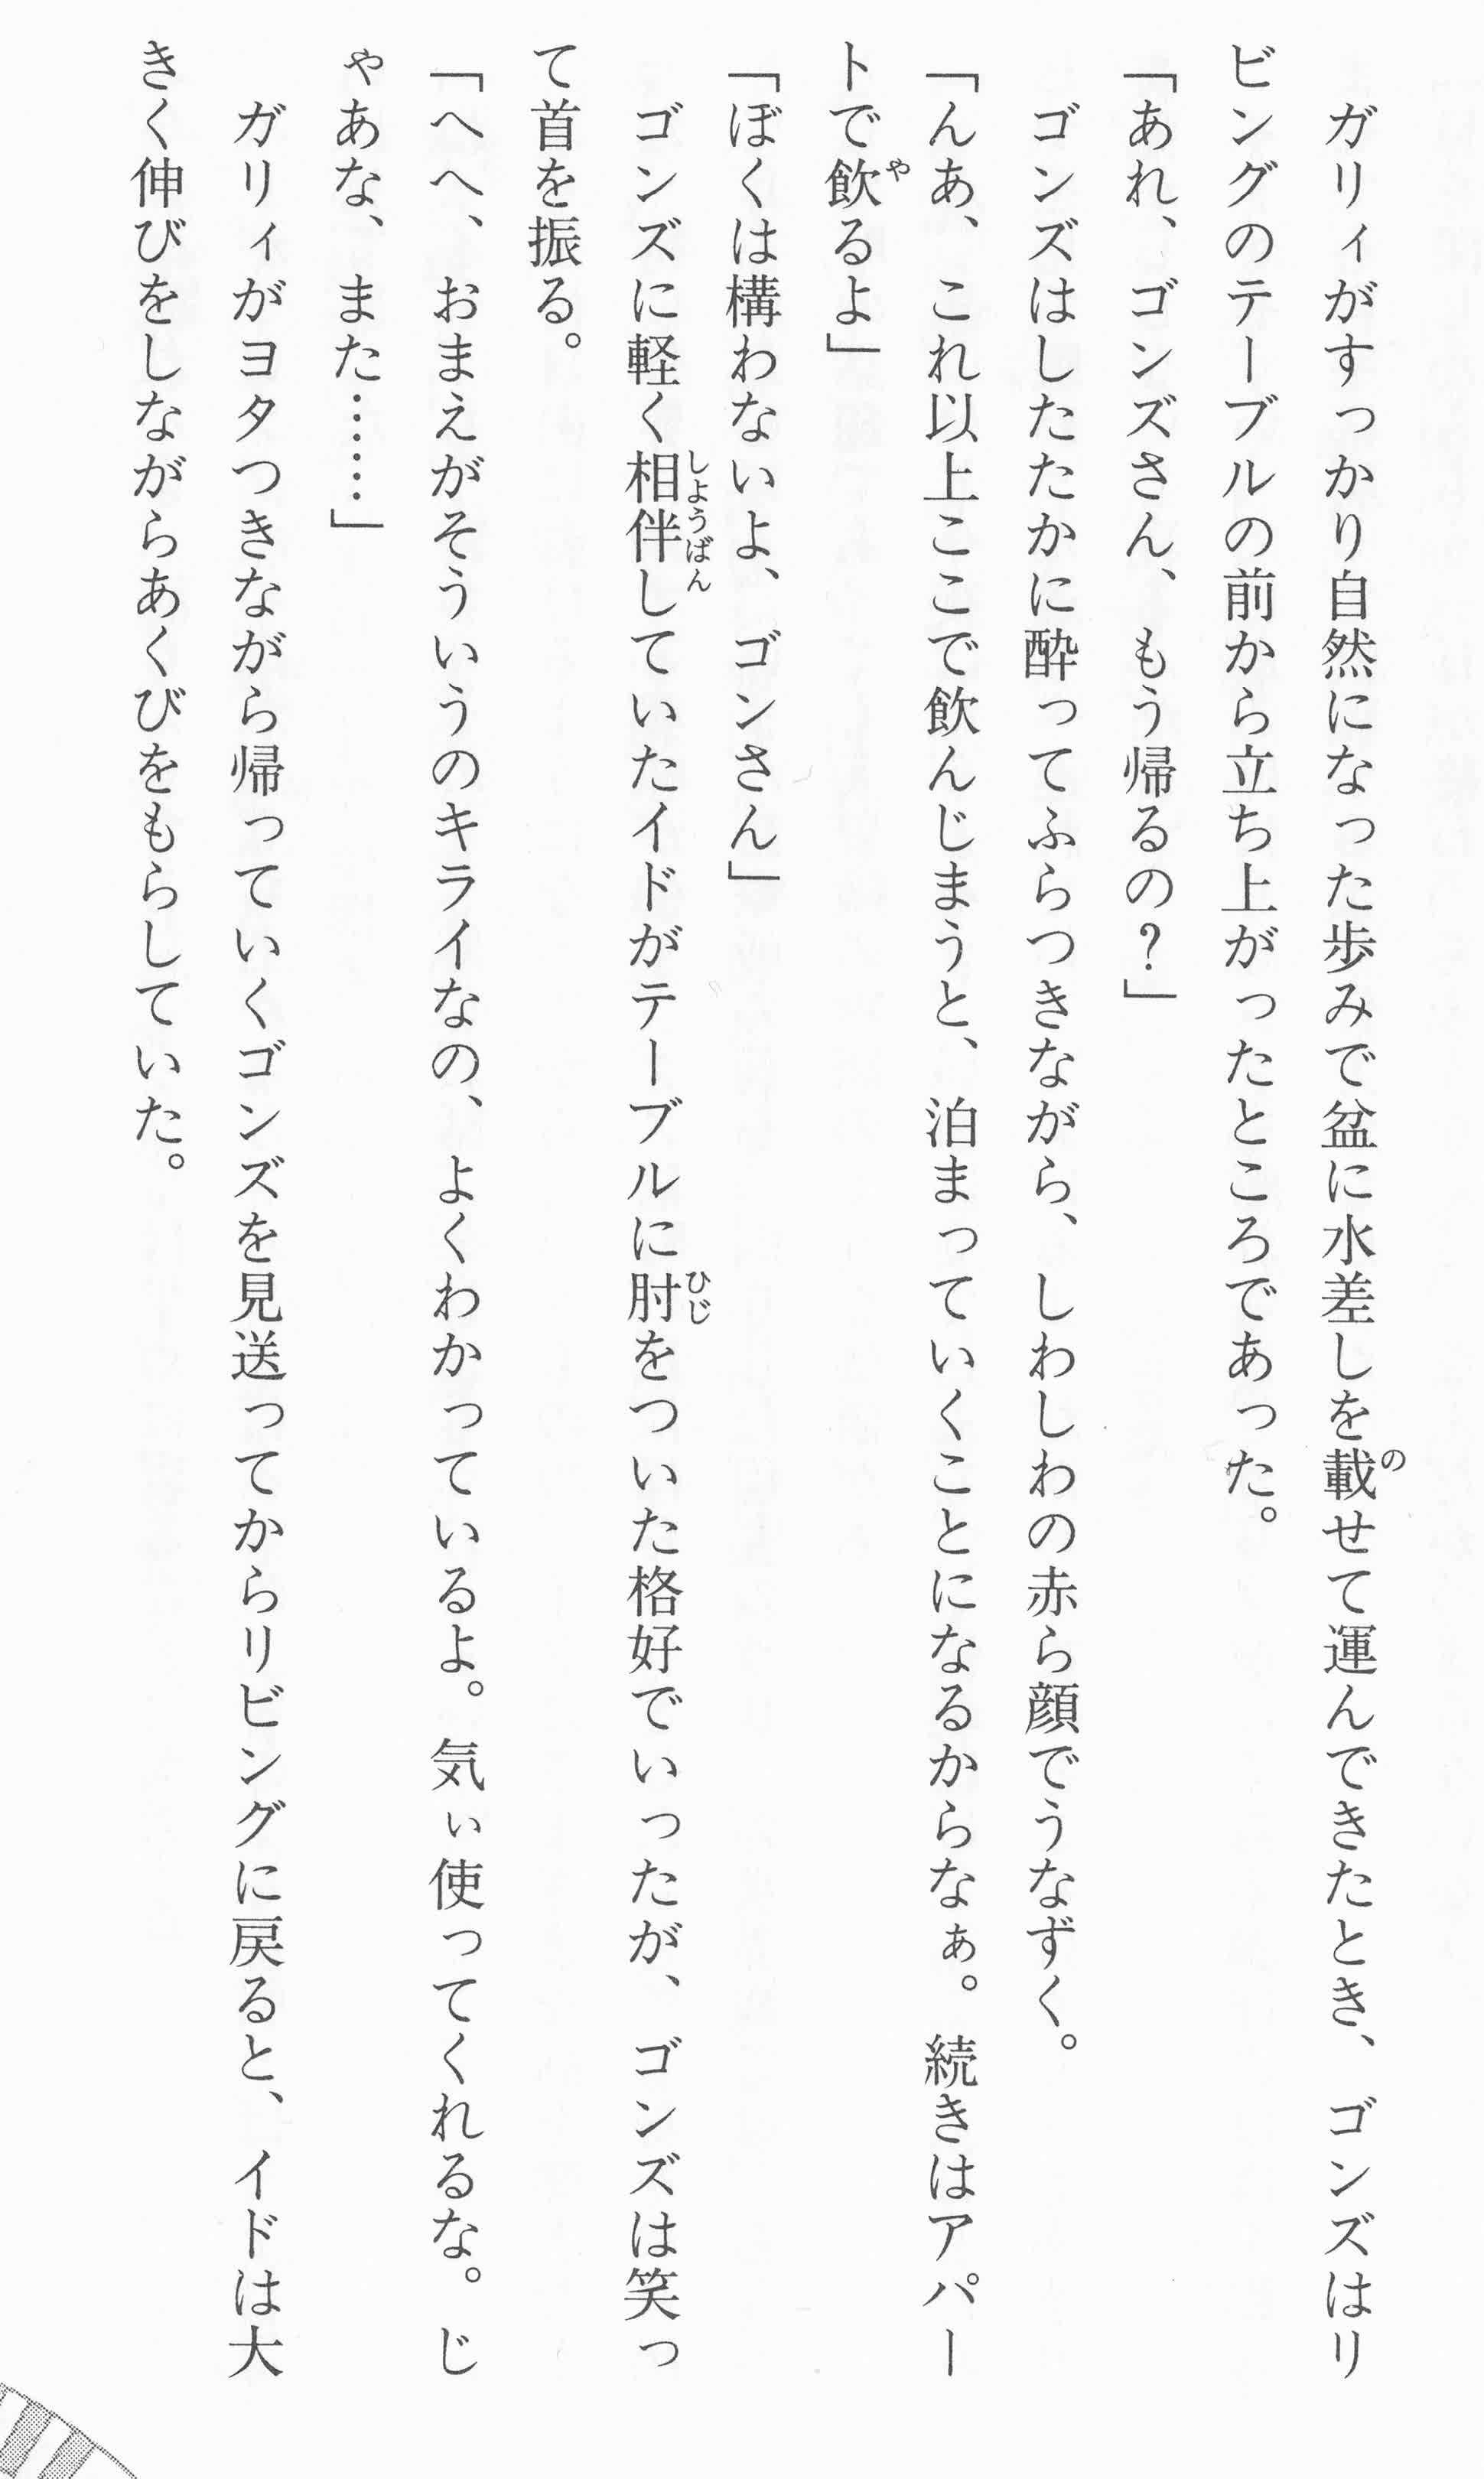 ガリィがすっかり自然になった歩みで盆に水差しを載せて運んできたとき、ゴンズはリ
ビングのテーブルの前から立ち上がったところであった。
「あれ、ゴンズさん、もう帰るの？」
　ゴンズはしたたかに酔ってふらつきながら、しわしわの赤ら顔でうなずく。
「んあ、これ以上ここで飲んじまうと、泊まっていくことになるからなぁ。続きはアパー
トで飲るよ」
「ぼくは構わないよ、ゴンさん」
　ゴンズに軽く相伴していたイドがテーブルに肘をついた格好でいったが、ゴンズは笑っ
て首を振る。
「へへ、おまえがそういうのキライなの、よくわかっているよ。気ぃ使ってくれるな。じ
ゃあな、また……」
　ガリィがヨタつきながら帰っていくゴンズを見送ってからリビングに戻ると、イドは大
きく伸びをしながらあくびをもらしていた。